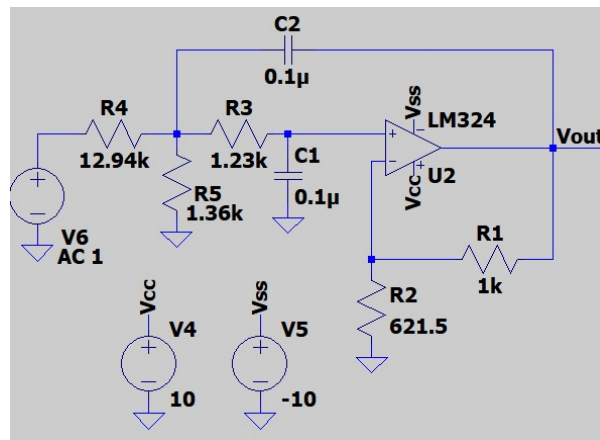 C2
0.1µ
R4
12.94k
R3
1.23k
C1
0.1µ
R5
1.36k
Vss
LM324
+
−
−
+
U2
Vcc
Vout
V6
AC 1
+
−
R1
1k
R2
621.5
Vcc
V4
+
−
10
Vss
V5
+
−
-10